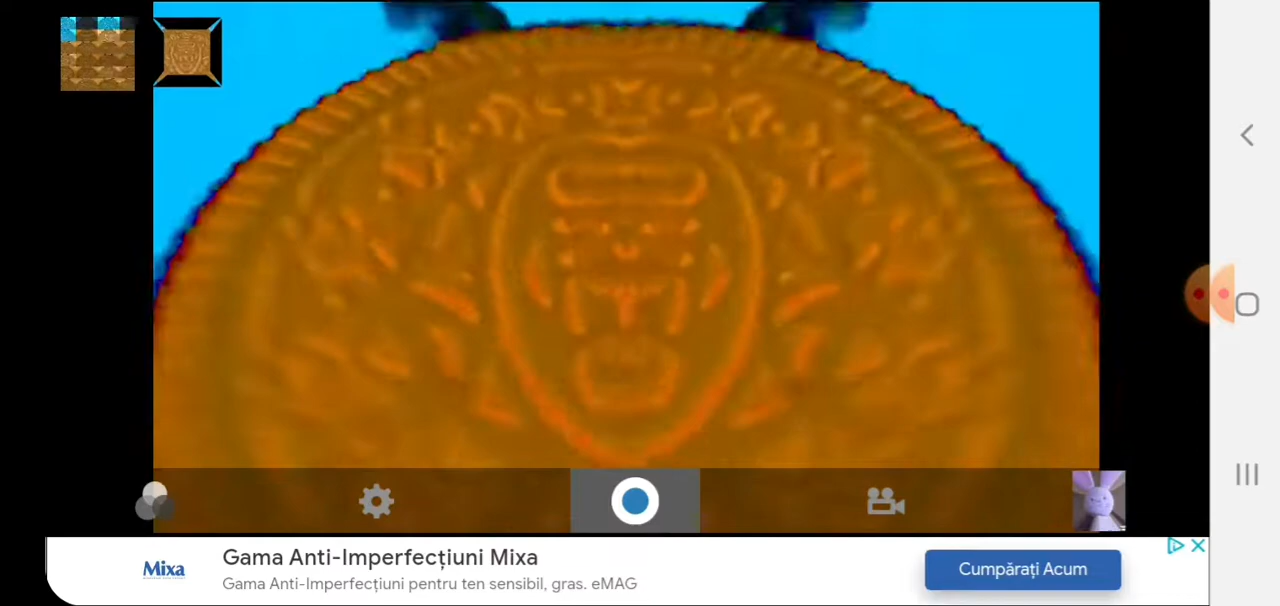 Mixa
Gama Anti-Imperfecțiuni Mixa
Gama Anti-Imperfecțiuni pentru ten sensibil, gras. eMAG
Cumpărați Acum